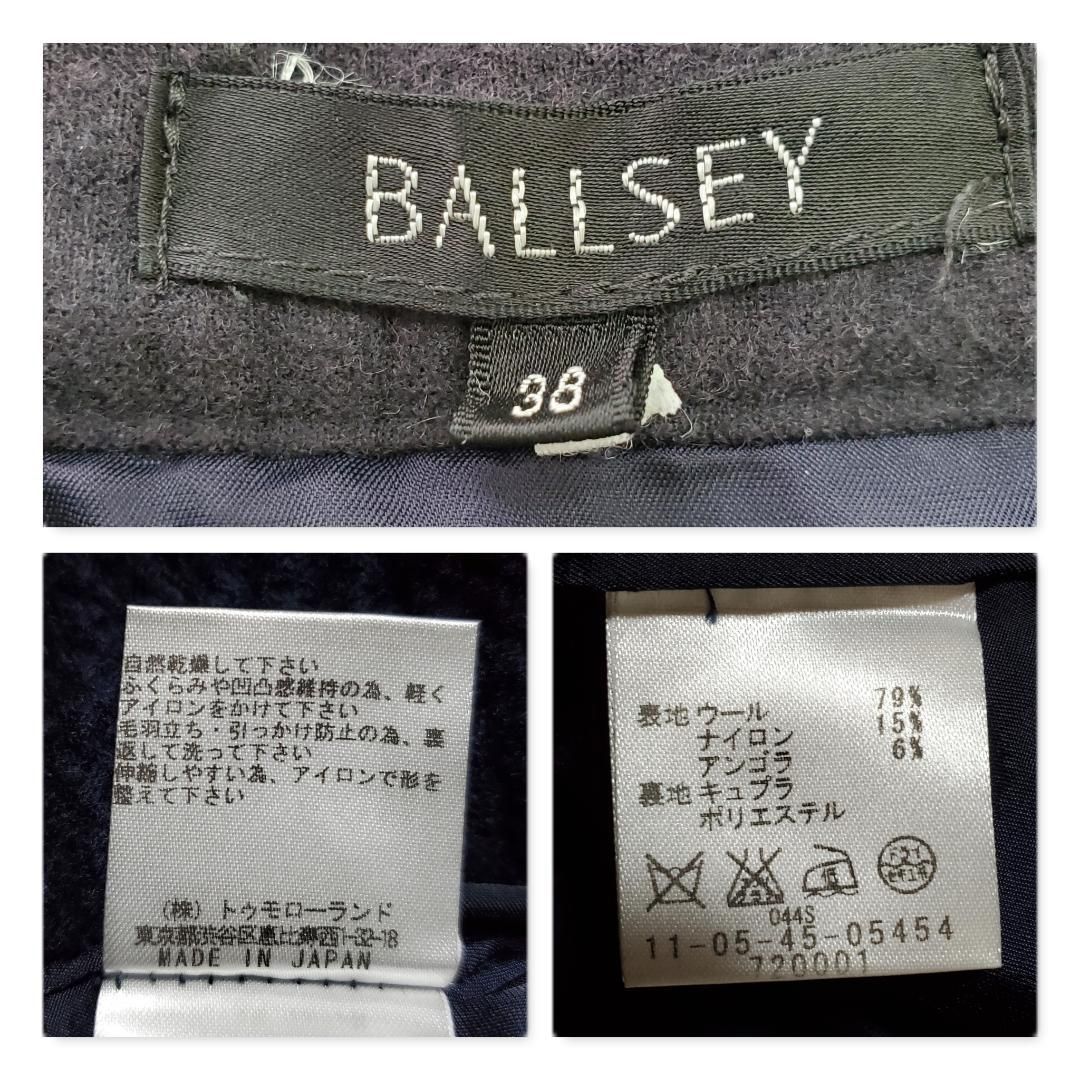 BALLSEY
38
自然乾燥して下さい
ふくらみや凹凸感維持の為、軽く
アイロンをかけて下さい
毛羽立ち・引っかけ防止の為、裏
返して洗って下さい
伸縮しやすい為、アイロンで形を
整えて下さい
(株) トゥモローランド
東京都渋谷区恵比寿西1-32-18
MADE IN JAPAN
表地 ウール 79%
ナイロン 15%
アンゴラ 6%
裏地 キュプラ
ポリエステル
ドライ
044S
11-05-45-05454
720001